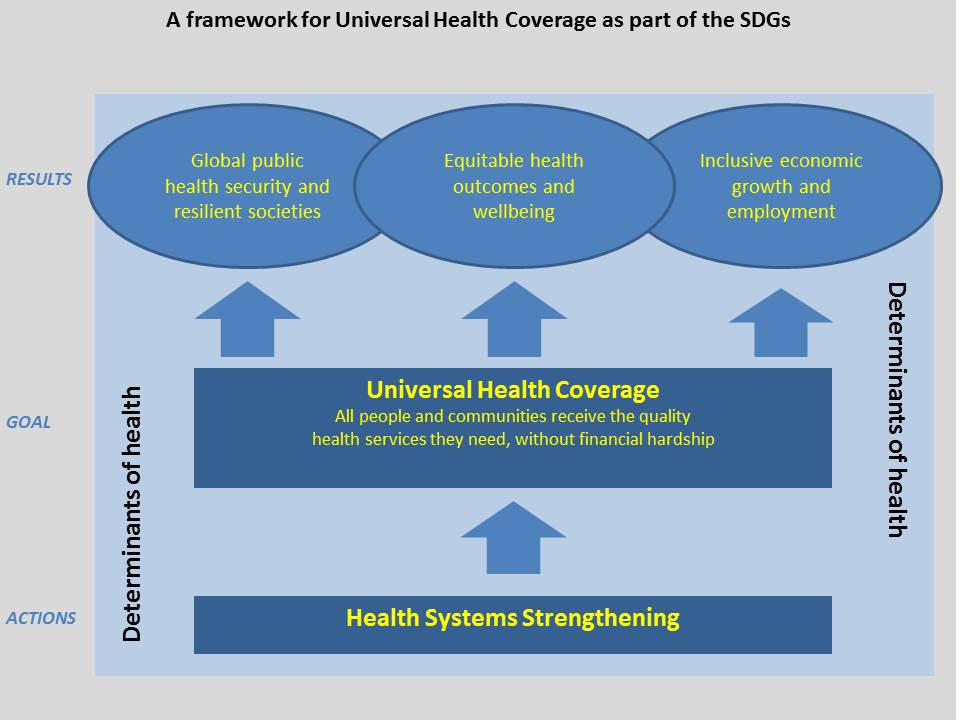 A framework for Universal Health Coverage as part of the SDGs
RESULTS
Global public
health security and
resilient societies
Equitable health
outcomes and
wellbeing
Inclusive economic
growth and
employment
Determinants of health
GOAL
Universal Health Coverage
All people and communities receive the quality
health services they need, without financial hardship
Determinants of health
ACTIONS
Health Systems Strengthening